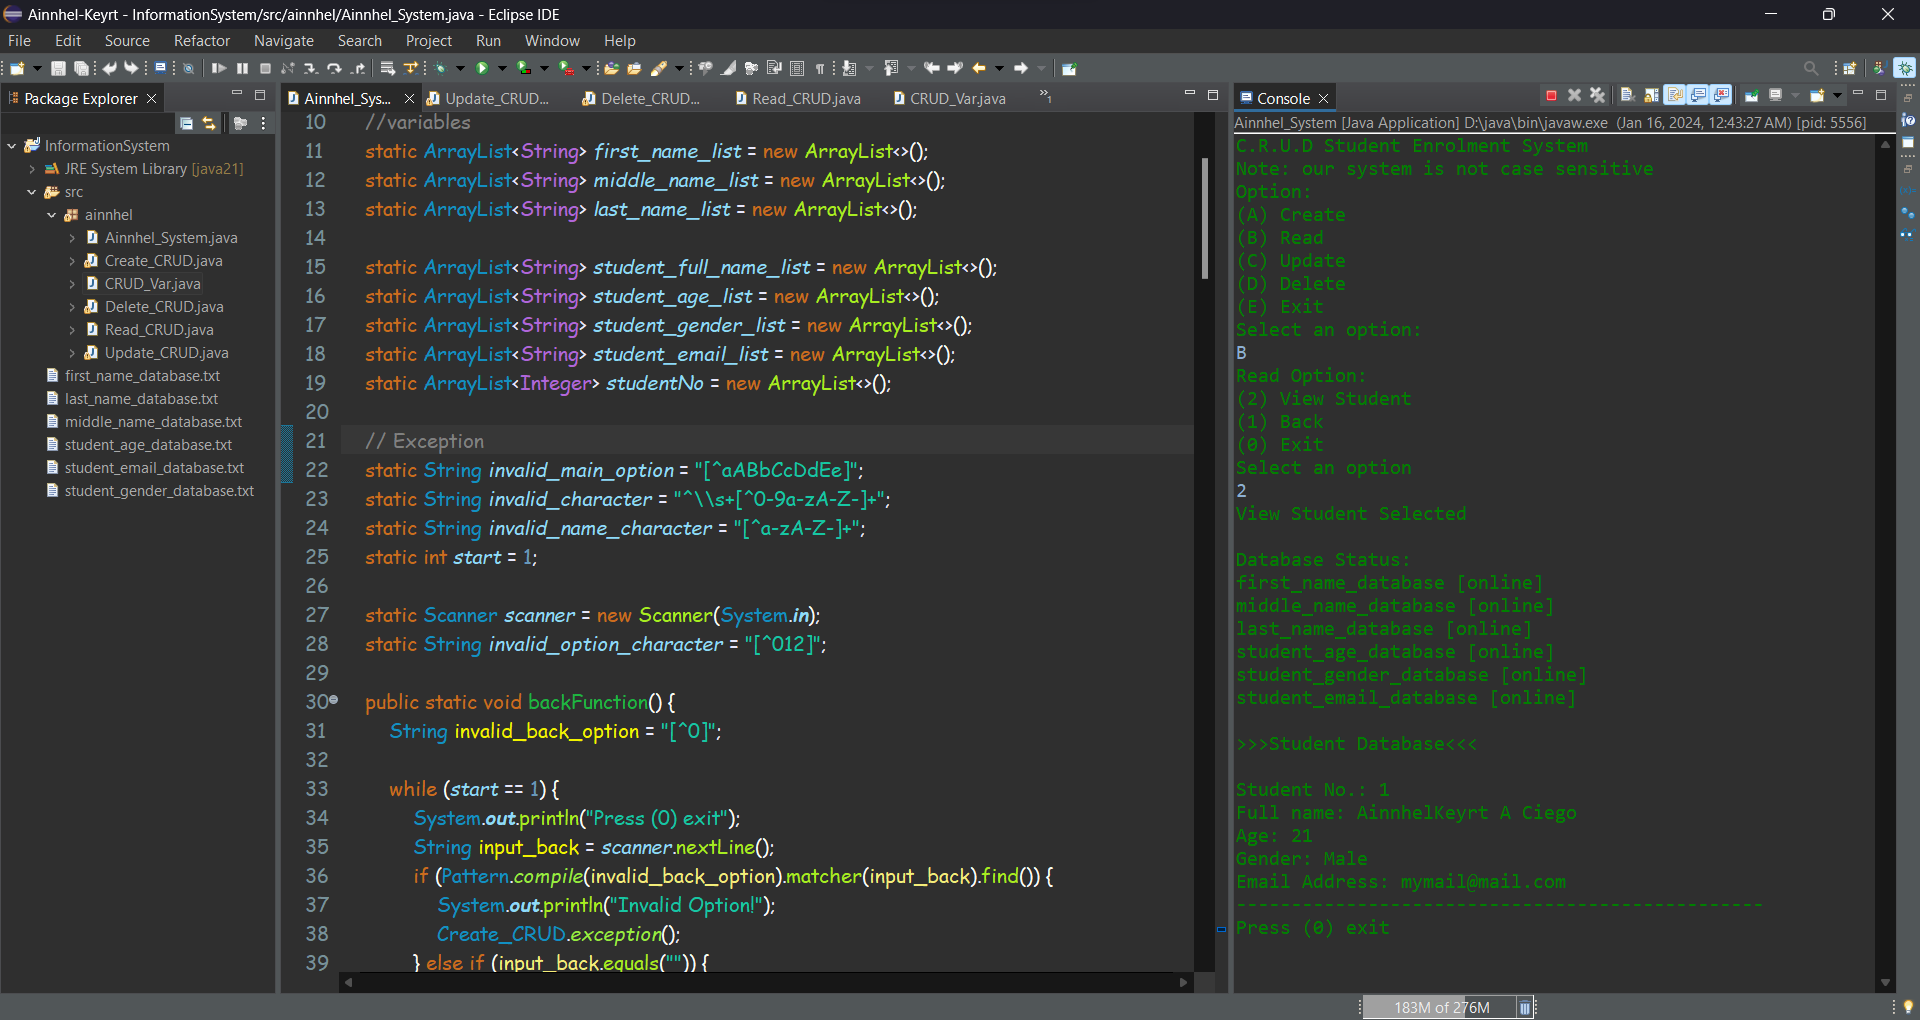 Ainnhel-Keyrt - InformationSystem/src/ainnhel/Ainnhel_System.java - Eclipse IDE
File Edit Source Refactor Navigate Search Project Run Window Help
Package Explorer
InformationSystem
JRE System Library [java21]
src
ainnhel
Ainnhel_System.java
Create_CRUD.java
CRUD_Var.java
Delete_CRUD.java
Read_CRUD.java
Update_CRUD.java
first_name_database.txt
last_name_database.txt
middle_name_database.txt
student_age_database.txt
student_email_database.txt
student_gender_database.txt
Ainnhel_Sys... Update_CRUD... Delete_CRUD... Read_CRUD.java CRUD_Var.java »1
10 //variables
11 static ArrayList<String> first_name_list = new ArrayList<>();
12 static ArrayList<String> middle_name_list = new ArrayList<>();
13 static ArrayList<String> last_name_list = new ArrayList<>();
14
15 static ArrayList<String> student_full_name_list = new ArrayList<>();
16 static ArrayList<String> student_age_list = new ArrayList<>();
17 static ArrayList<String> student_gender_list = new ArrayList<>();
18 static ArrayList<String> student_email_list = new ArrayList<>();
19 static ArrayList<Integer> studentNo = new ArrayList<>();
20
21 // Exception
22 static String invalid_main_option = "[^aABbCcDdEe]";
23 static String invalid_character = "^\\s+[^0-9a-zA-Z-]+";
24 static String invalid_name_character = "[^a-zA-Z-]+";
25 static int start = 1;
26
27 static Scanner scanner = new Scanner(System.in);
28 static String invalid_option_character = "[^012]";
29
30 public static void backFunction() {
31 String invalid_back_option = "[^0]";
32
33 while (start == 1) {
34 System.out.println("Press (0) exit");
35 String input_back = scanner.nextLine();
36 if (Pattern.compile(invalid_back_option).matcher(input_back).find()) {
37 System.out.println("Invalid Option!");
38 Create_CRUD.exception();
39 } else if (input_back.equals("")) {
Console
Ainnhel_System [Java Application] D:\java\bin\javaw.exe (Jan 16, 2024, 12:43:27 AM) [pid: 5556]
C.R.U.D Student Enrolment System
Note: our system is not case sensitive
Option:
(A) Create
(B) Read
(C) Update
(D) Delete
(E) Exit
Select an option:
B
Read Option:
(2) View Student
(1) Back
(0) Exit
Select an option
2
View Student Selected
Database Status:
first_name_database [online]
middle_name_database [online]
last_name_database [online]
student_age_database [online]
student_gender_database [online]
student_email_database [online]
>>>Student Database<<<
Student No.: 1
Full name: AinnhelKeyrt A Ciego
Age: 21
Gender: Male
Email Address: mymail@mail.com
------------------------------------------------
Press (0) exit
183M of 276M